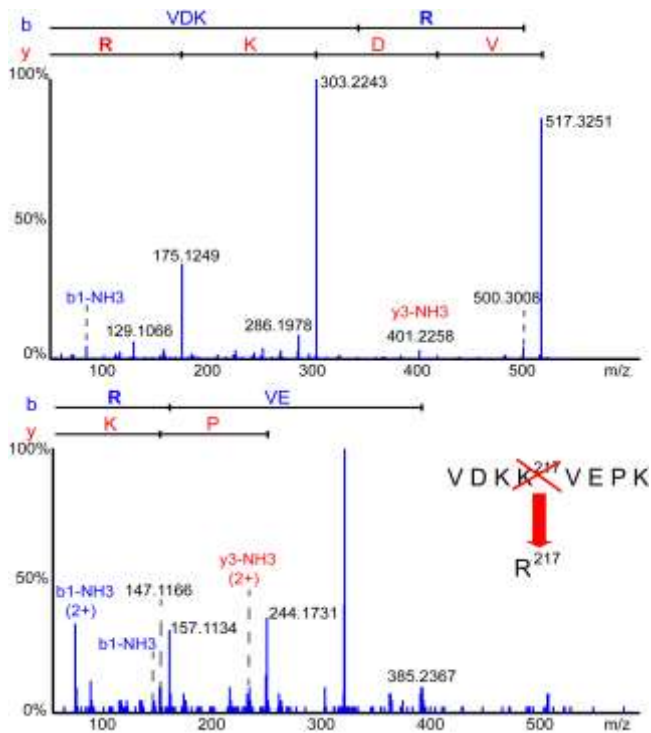 b VDK R
y R K D V
100%
303.2243
517.3251
50%
175.1249
b1-NH3
y3-NH3
500.3008
129.1066
286.1978
401.2258
0%
100 200 300 400 500 m/z
b R VE
y K P
100%
V D K K²¹⁷ V E P K
R²¹⁷
50%
y3-NH3
(2+)
b1-NH3
(2+)
147.1166
244.1731
b1-NH3
157.1134
385.2367
0%
100 200 300 400 500 m/z